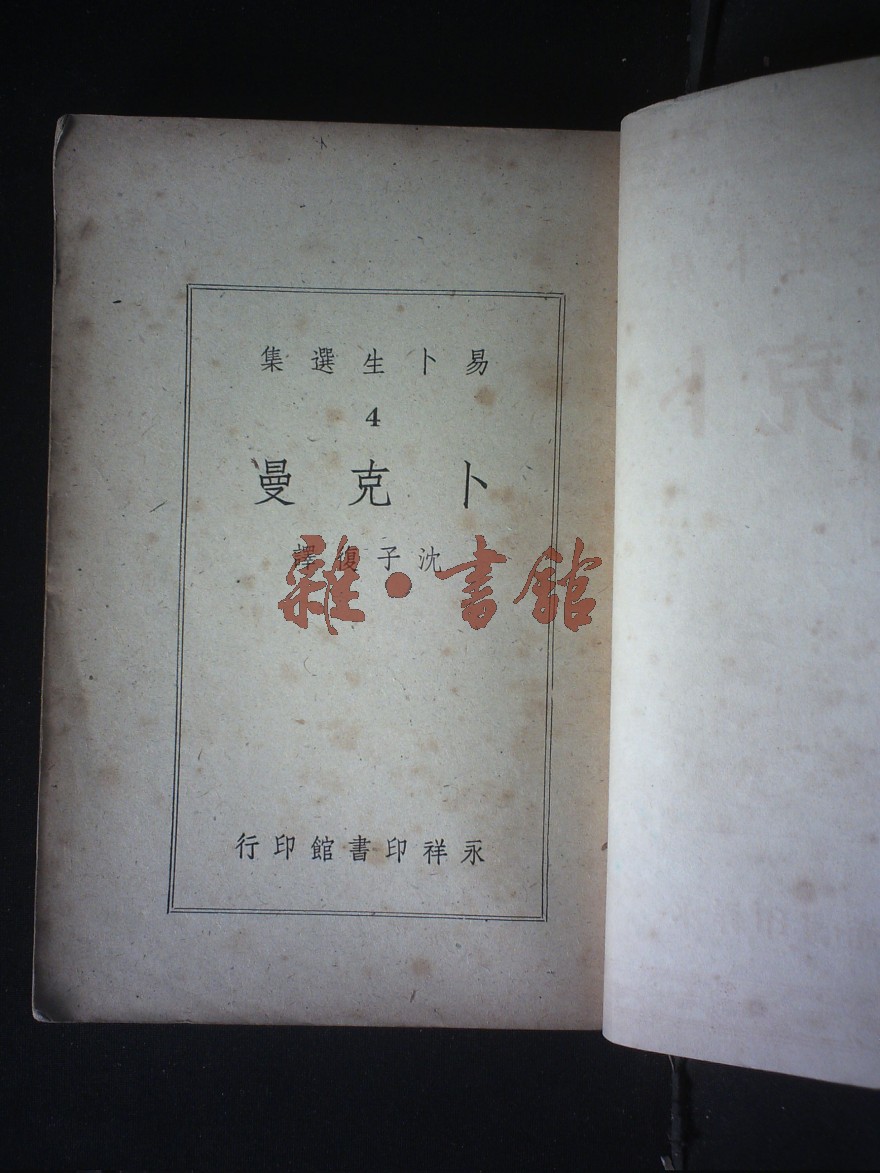 易卜生選集
4
卜克曼
沈子復譯
雜·書館
永祥印書館印行